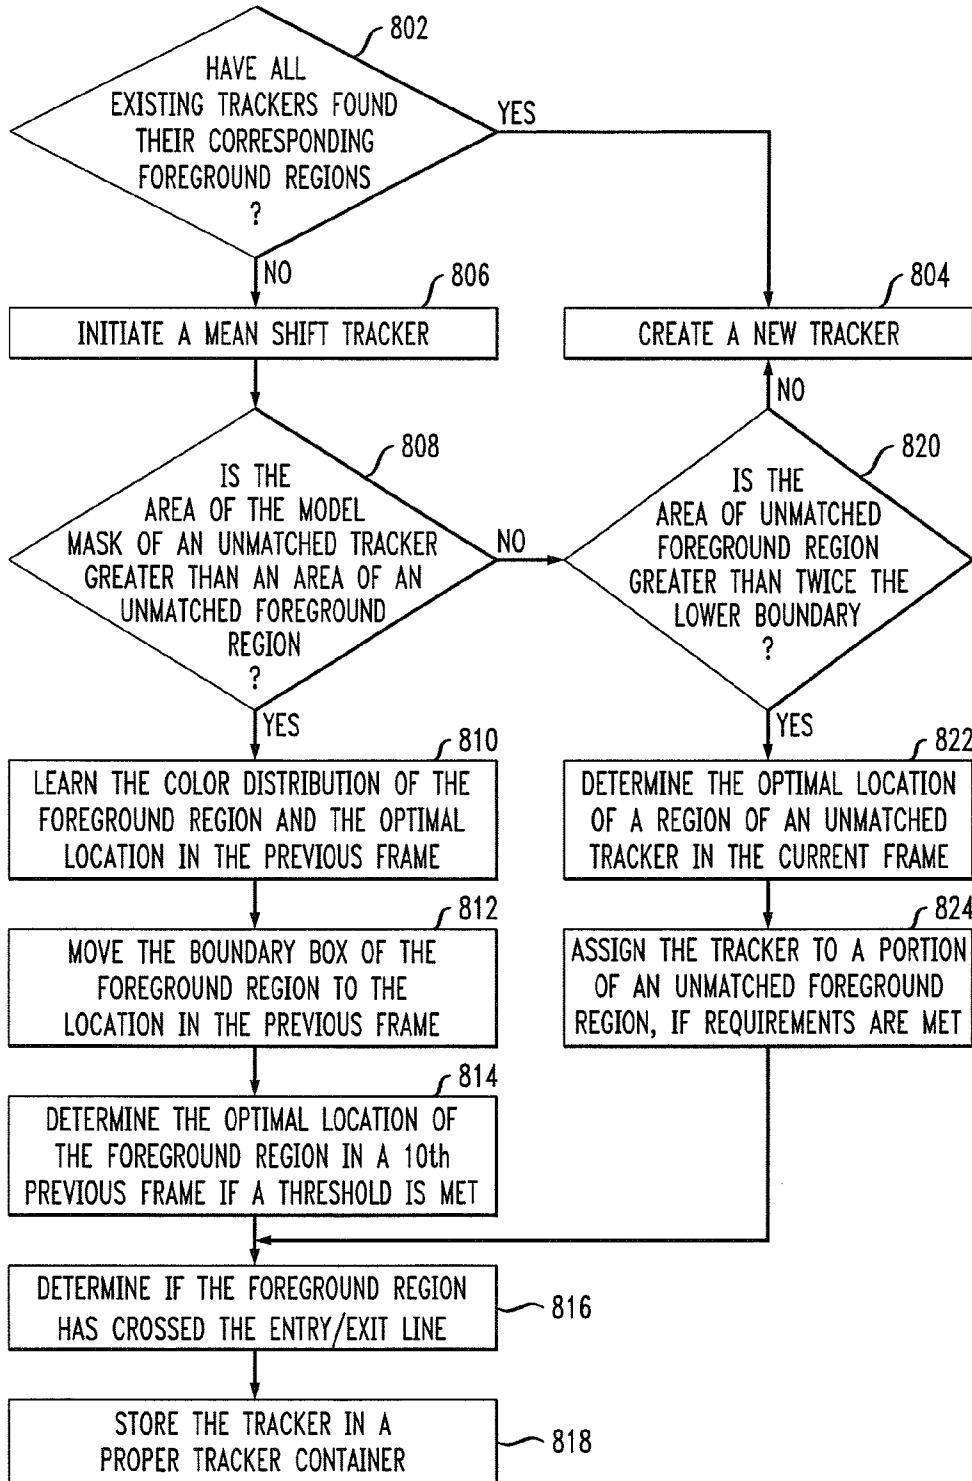 802
HAVE ALL
EXISTING TRACKERS FOUND
THEIR CORRESPONDING
FOREGROUND REGIONS
?
YES
NO
806
INITIATE A MEAN SHIFT TRACKER
804
CREATE A NEW TRACKER
NO
808
IS THE
AREA OF THE MODEL
MASK OF AN UNMATCHED TRACKER
GREATER THAN AN AREA OF AN
UNMATCHED FOREGROUND
REGION
?
NO
820
IS THE
AREA OF UNMATCHED
FOREGROUND REGION
GREATER THAN TWICE THE
LOWER BOUNDARY
?
YES
YES
810
LEARN THE COLOR DISTRIBUTION OF THE
FOREGROUND REGION AND THE OPTIMAL
LOCATION IN THE PREVIOUS FRAME
822
DETERMINE THE OPTIMAL LOCATION
OF A REGION OF AN UNMATCHED
TRACKER IN THE CURRENT FRAME
812
MOVE THE BOUNDARY BOX OF THE
FOREGROUND REGION TO THE
LOCATION IN THE PREVIOUS FRAME
824
ASSIGN THE TRACKER TO A PORTION
OF AN UNMATCHED FOREGROUND
REGION, IF REQUIREMENTS ARE MET
814
DETERMINE THE OPTIMAL LOCATION OF
THE FOREGROUND REGION IN A 10th
PREVIOUS FRAME IF A THRESHOLD IS MET
DETERMINE IF THE FOREGROUND REGION
HAS CROSSED THE ENTRY/EXIT LINE
816
STORE THE TRACKER IN A
PROPER TRACKER CONTAINER
818